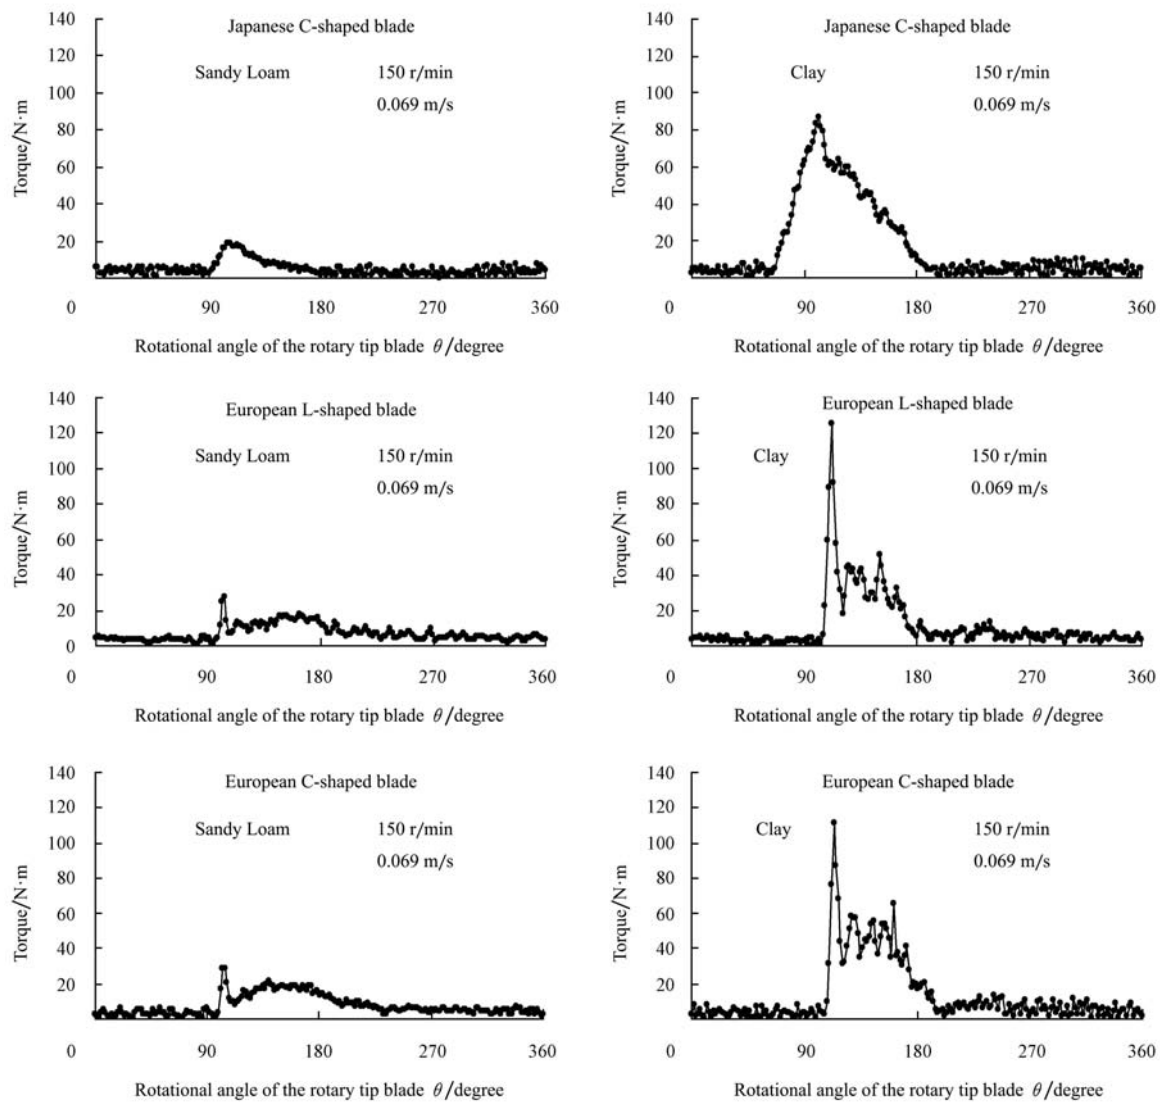 140
120
100
80
60
40
20
Torque/N·m
Japanese C-shaped blade
Sandy Loam 150 r/min
0.069 m/s
0 90 180 270 360
Rotational angle of the rotary tip blade θ/degree
140
120
100
80
60
40
20
Torque/N·m
Japanese C-shaped blade
Clay 150 r/min
0.069 m/s
0 90 180 270 360
Rotational angle of the rotary tip blade θ/degree
140
120
100
80
60
40
20
0
Torque/N·m
European L-shaped blade
Sandy Loam 150 r/min
0.069 m/s
90 180 270 360
Rotational angle of the rotary tip blade θ/degree
140
120
100
80
60
40
20
0
Torque/N·m
European L-shaped blade
Clay 150 r/min
0.069 m/s
90 180 270 360
Rotational angle of the rotary tip blade θ/degree
140
120
100
80
60
40
20
Torque/N·m
European C-shaped blade
Sandy Loam 150 r/min
0.069 m/s
0 90 180 270 360
Rotational angle of the rotary tip blade θ/degree
140
120
100
80
60
40
20
Torque/N·m
European C-shaped blade
Clay 150 r/min
0.069 m/s
0 90 180 270 360
Rotational angle of the rotary tip blade θ/degree